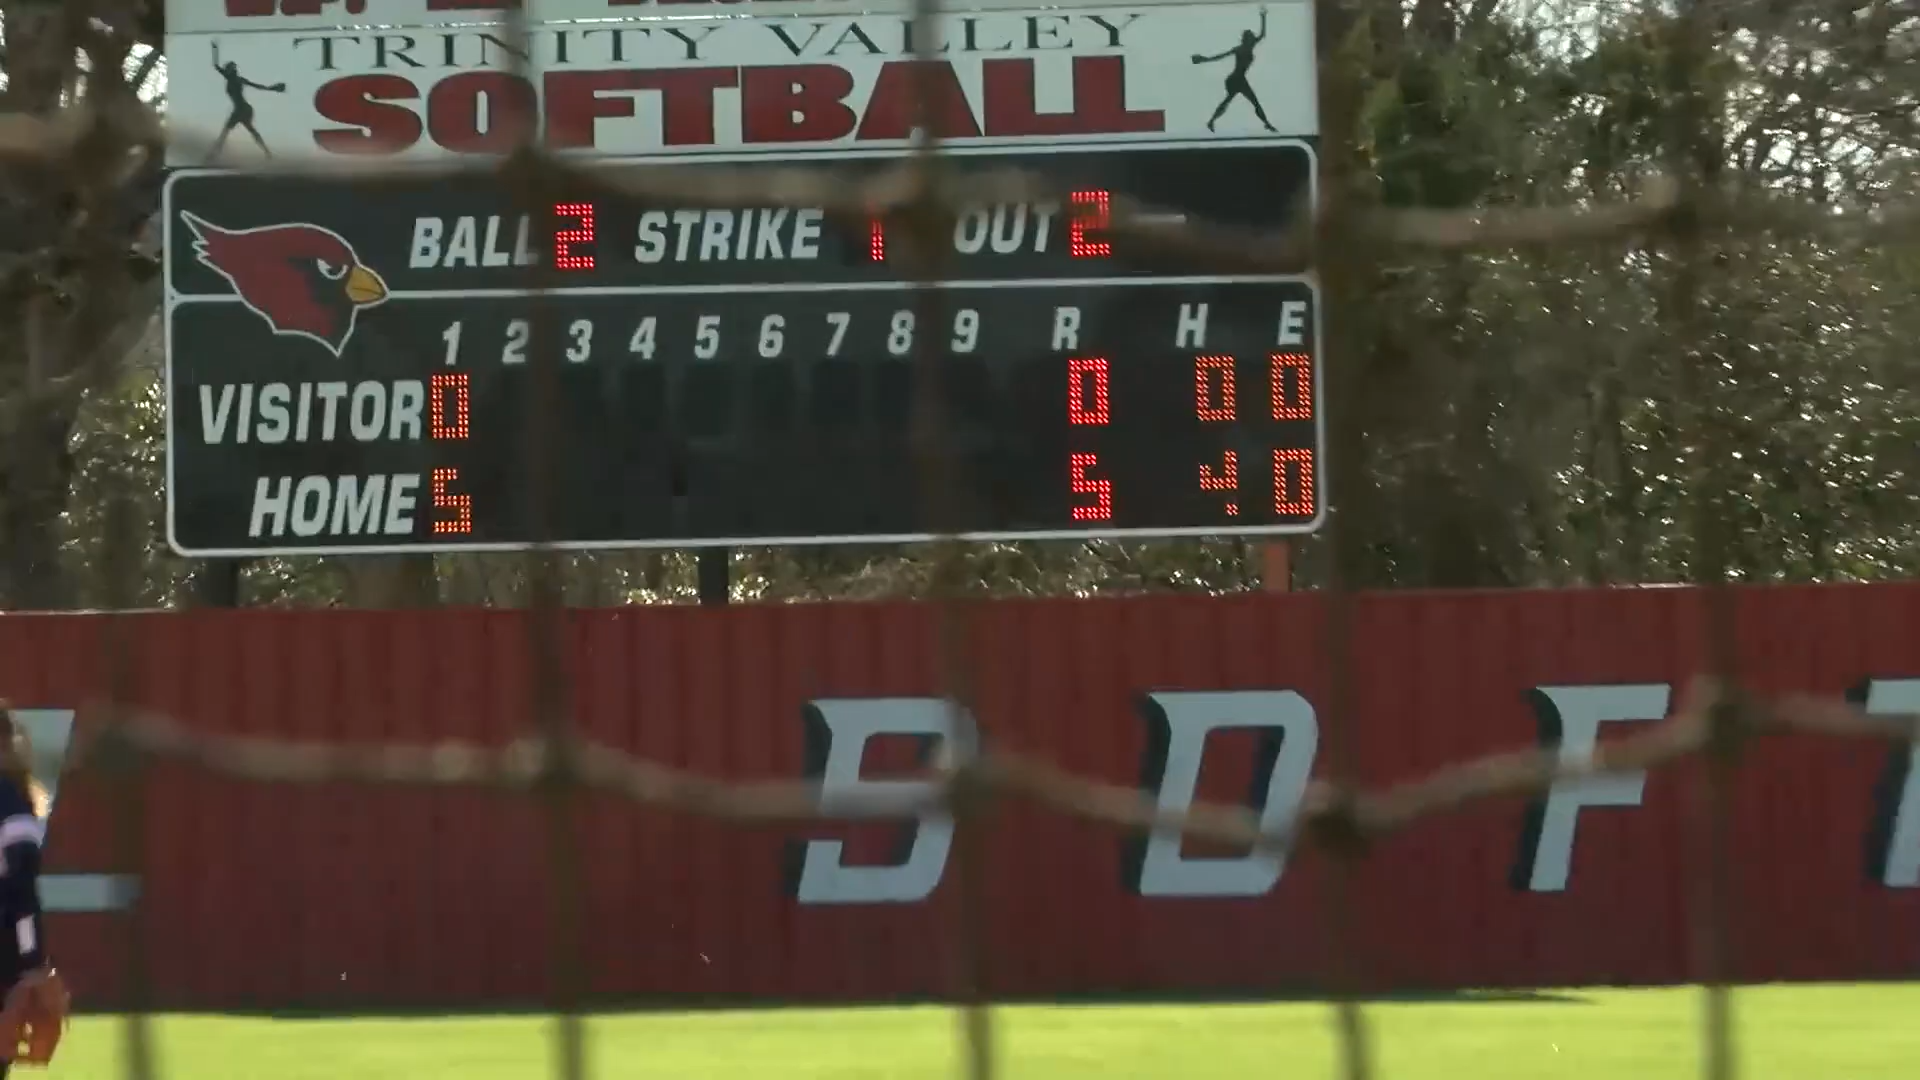 TRINITY VALLEY
SOFTBALL
BALL 2 STRIKE 1 OUT 2
1 2 3 4 5 6 7 8 9 R H E
VISITOR 0 0 0 0
HOME 5 5 4 0
S O F T